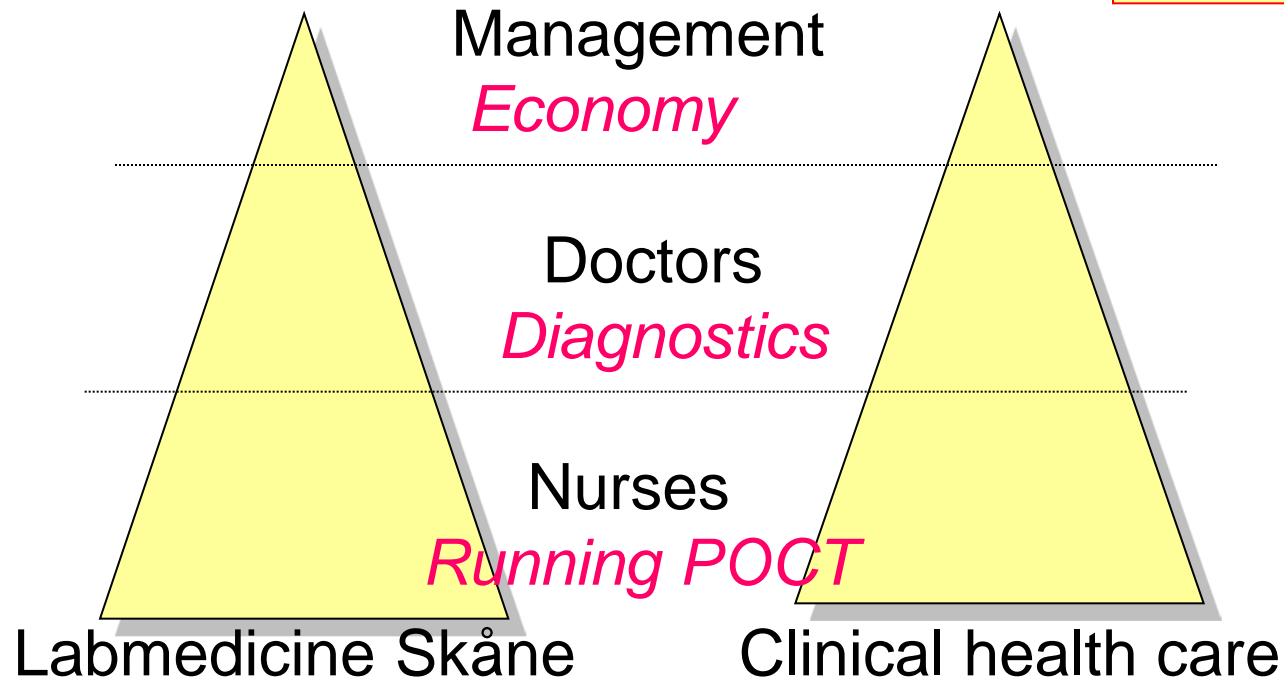 Management
Economy
Doctors
Diagnostics
Nurses
Running POCT
Labmedicine Skåne
Clinical health care